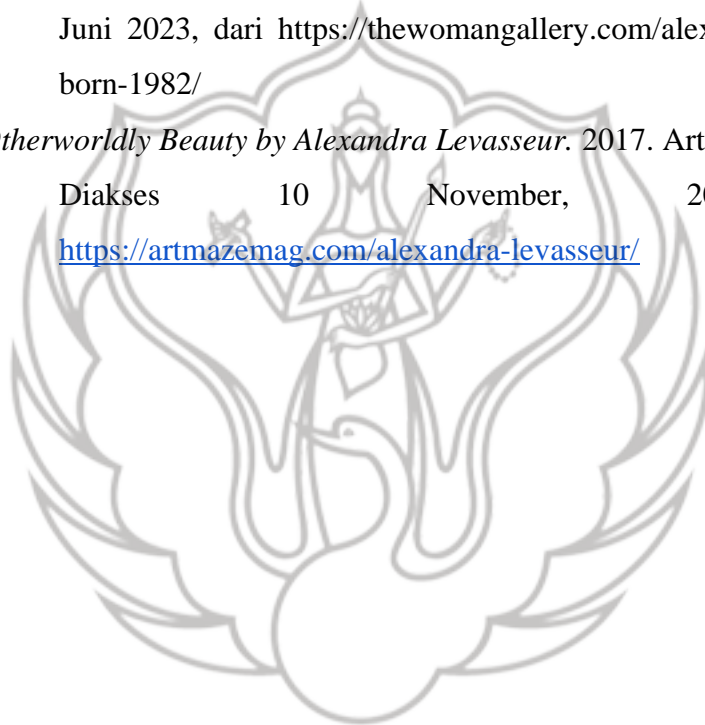 Juni 2023, dari https://thewomangallery.com/alex
born-1982/
therworldly Beauty by Alexandra Levasseur. 2017. Art
Diakses 10 November, 20
https://artmazemag.com/alexandra-levasseur/